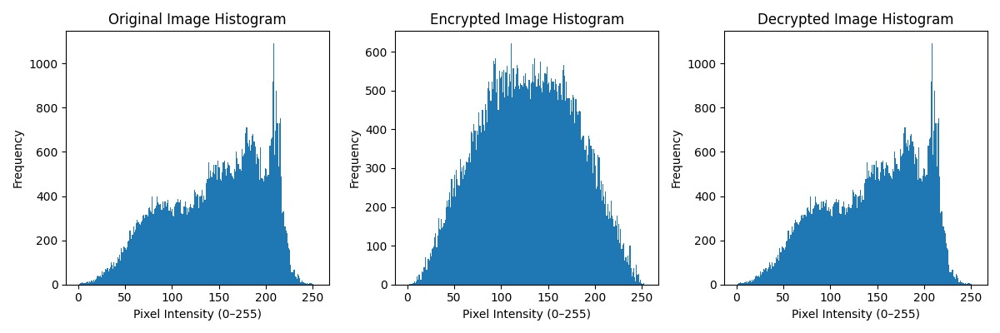 Original Image Histogram
Frequency
1000
800
600
400
200
0
0 50 100 150 200 250
Pixel Intensity (0–255)
Encrypted Image Histogram
Frequency
600
500
400
300
200
100
0
0 50 100 150 200 250
Pixel Intensity (0–255)
Decrypted Image Histogram
Frequency
1000
800
600
400
200
0
0 50 100 150 200 250
Pixel Intensity (0–255)